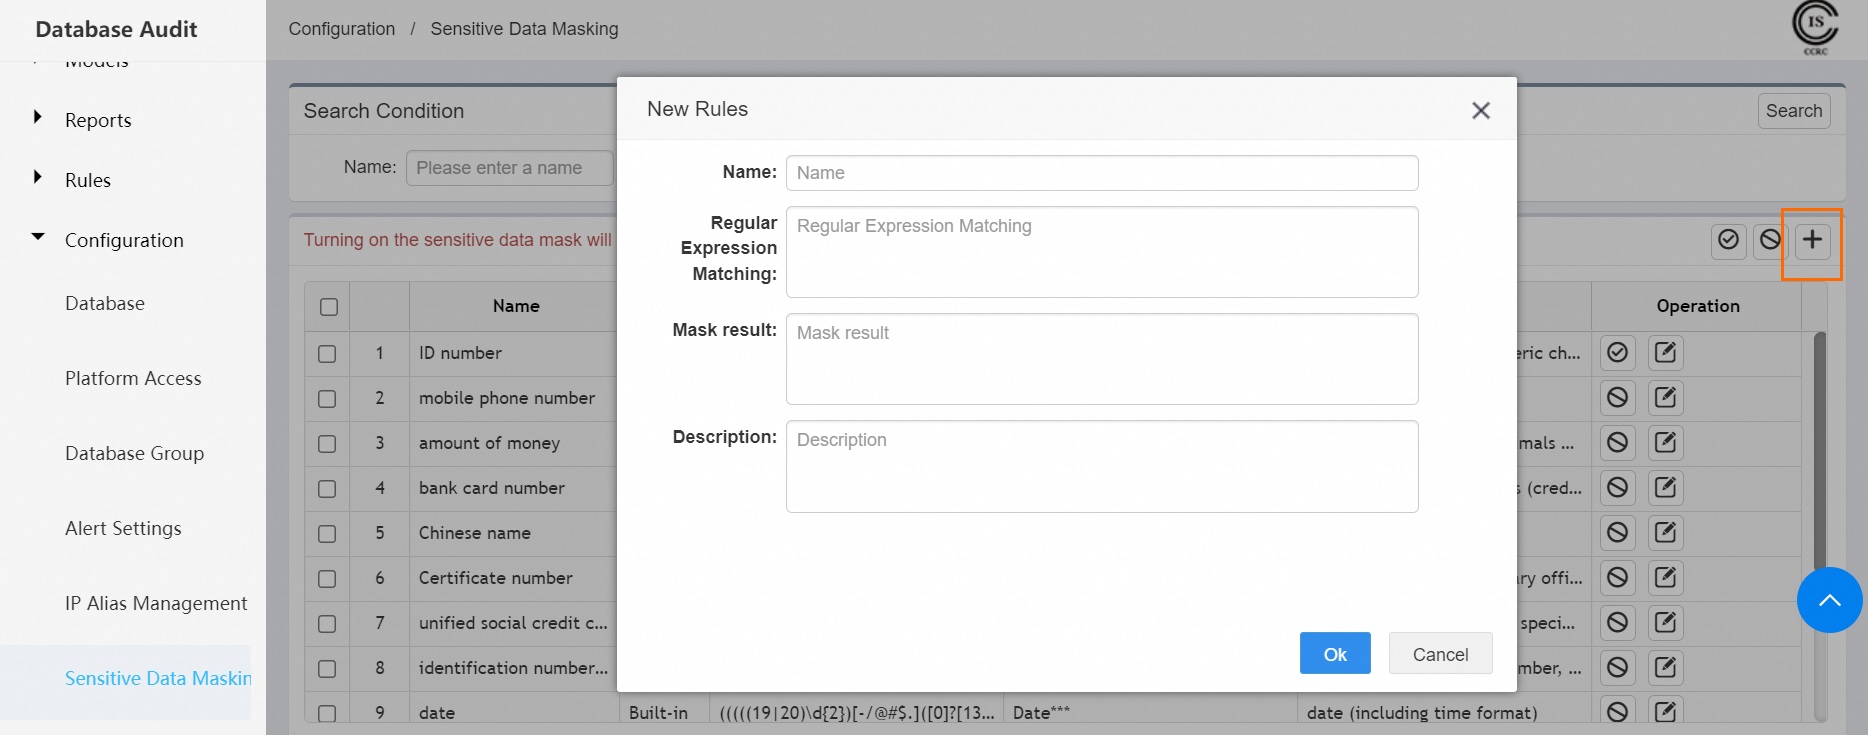 Database Audit
Configuration / Sensitive Data Masking
IS
CCRC
Models
Reports
Rules
Configuration
Database
Platform Access
Database Group
Alert Settings
IP Alias Management
Sensitive Data Maskin
Search Condition
Search
Name: Please enter a name
Turning on the sensitive data mask will
Name
Operation
1 ID number eric ch...
2 mobile phone number
3 amount of money mals ...
4 bank card number s (cred...
5 Chinese name
6 Certificate number ary offi...
7 unified social credit c... speci...
8 identification number... mber, ...
9 date Built-in (((((19|20)\d{2})[-/@#$.]([0]?[13... Date*** date (including time format)
New Rules
Name: Name
Regular
Expression
Matching:
Regular Expression Matching
Mask result: Mask result
Description: Description
Ok Cancel